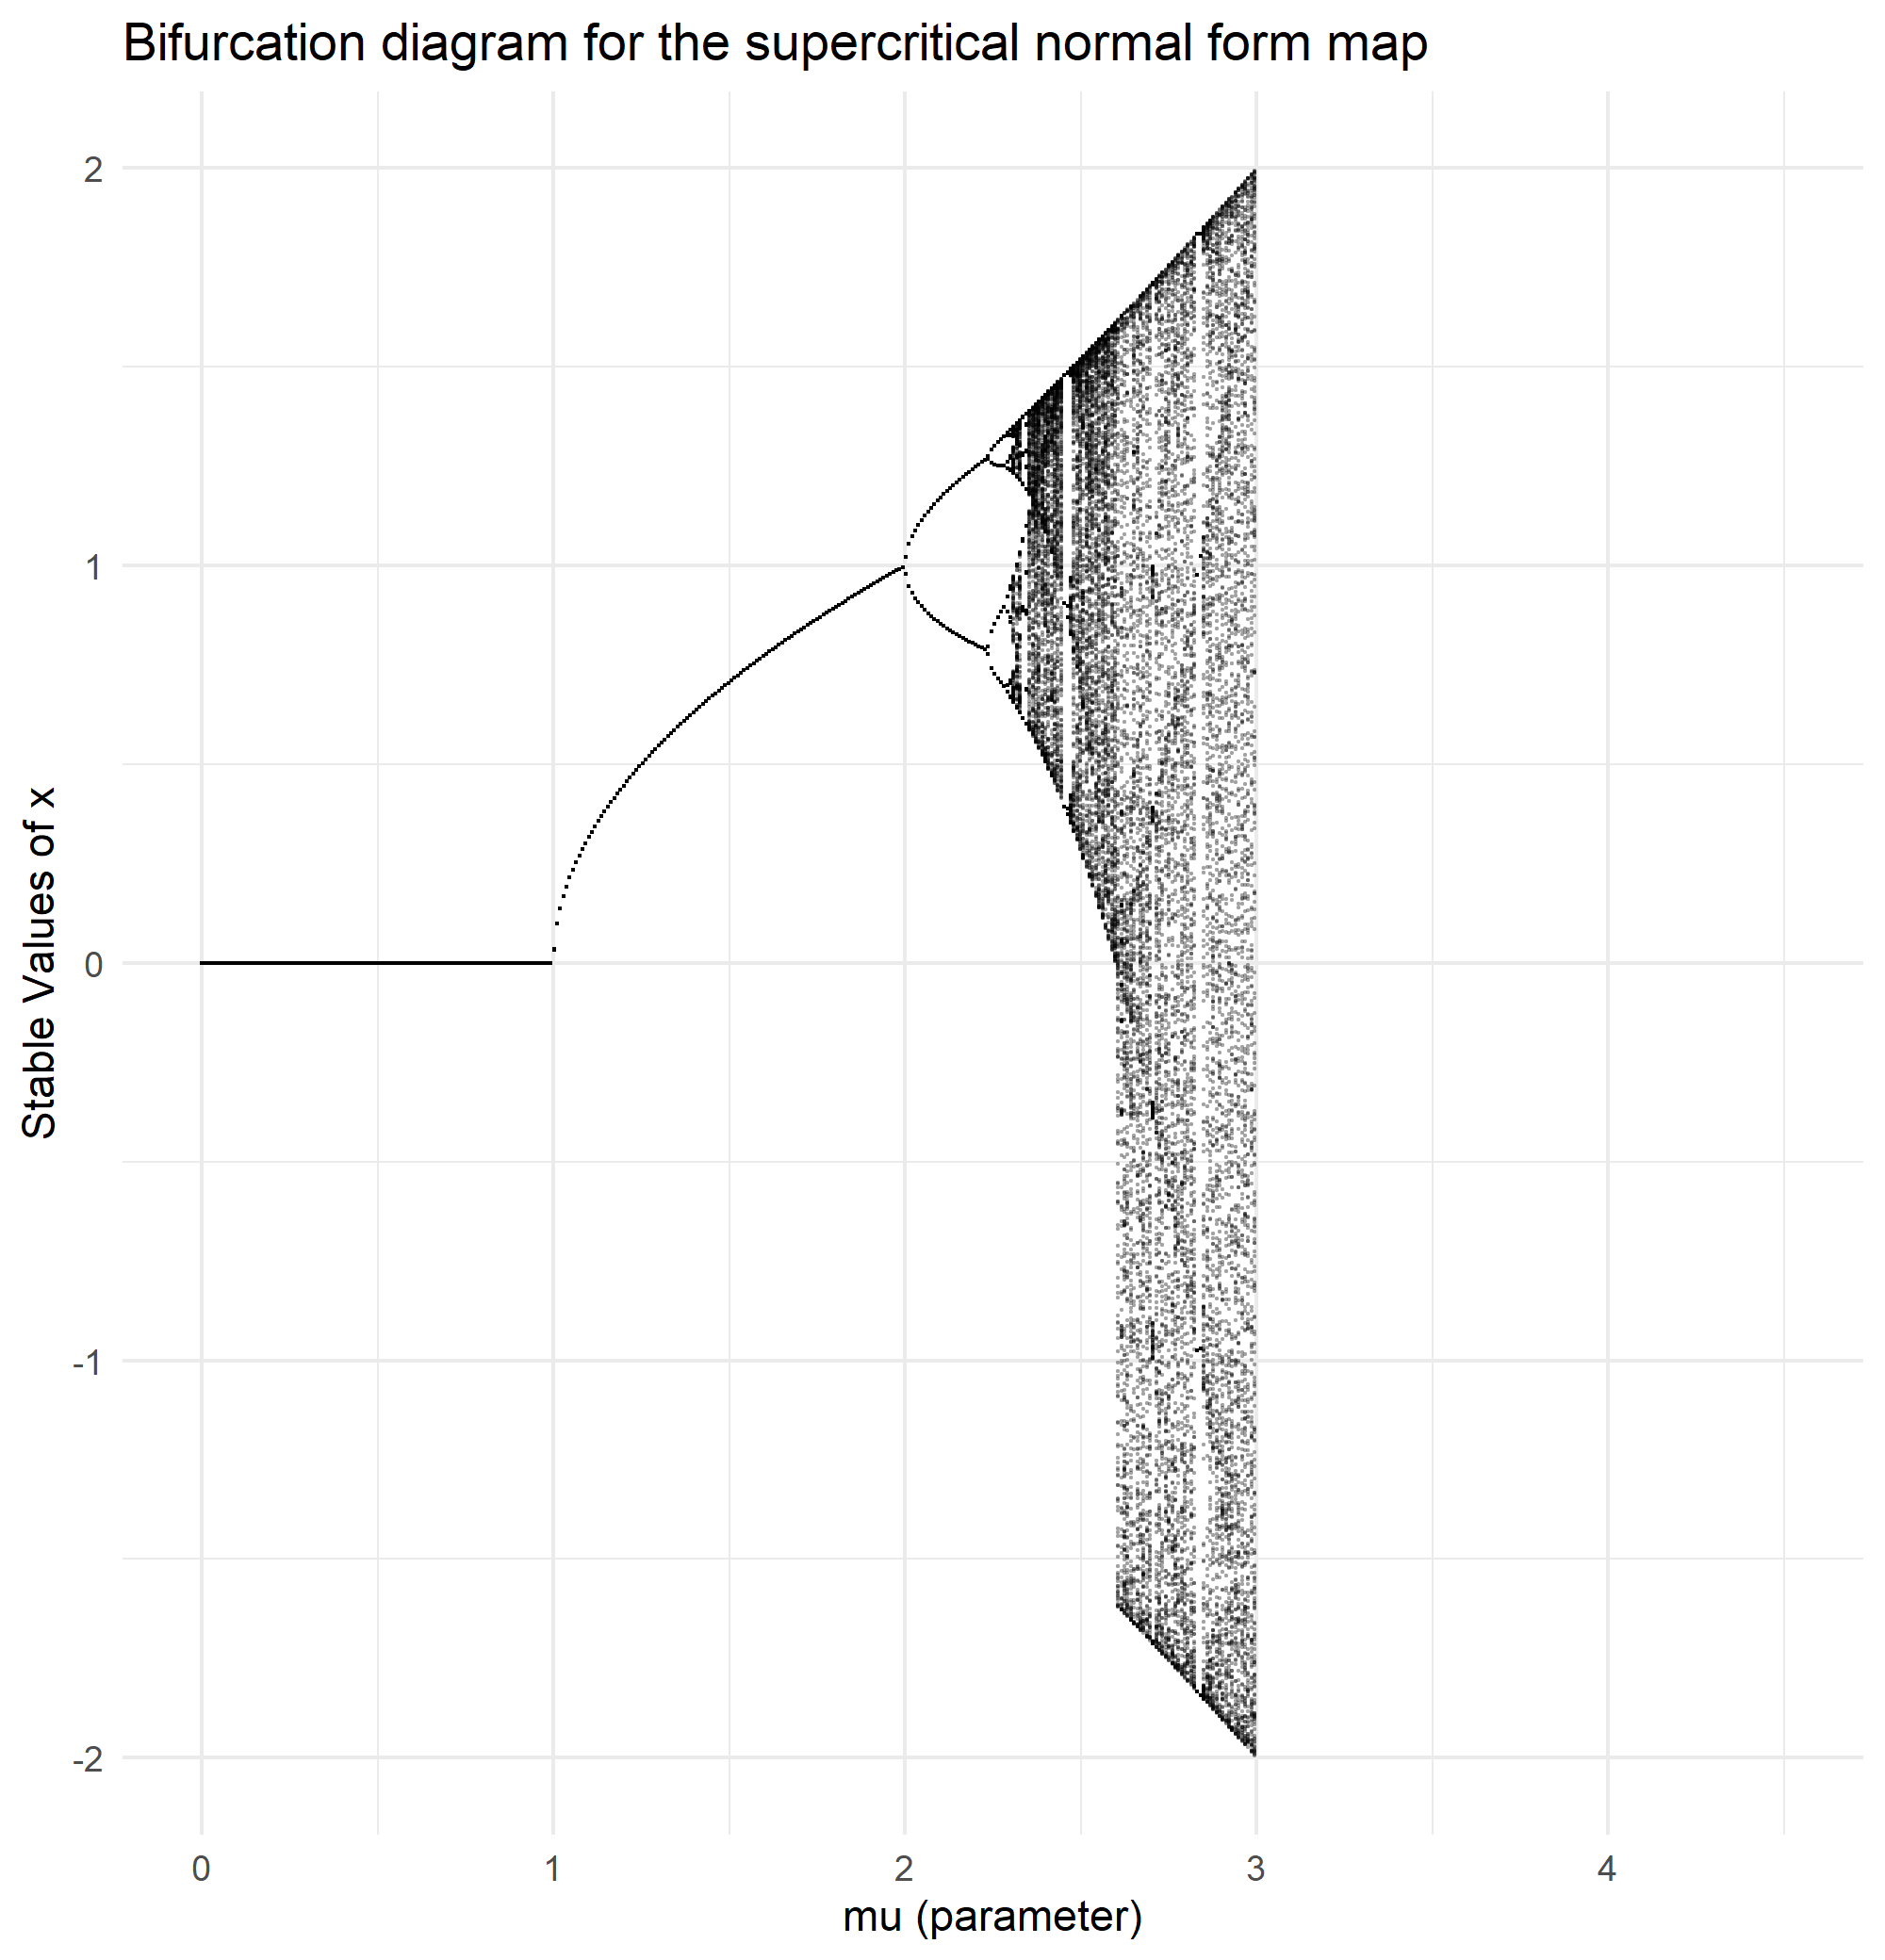 Bifurcation diagram for the supercritical normal form map
2
1
0
-1
-2
Stable Values of x
0 1 2 3 4
mu (parameter)